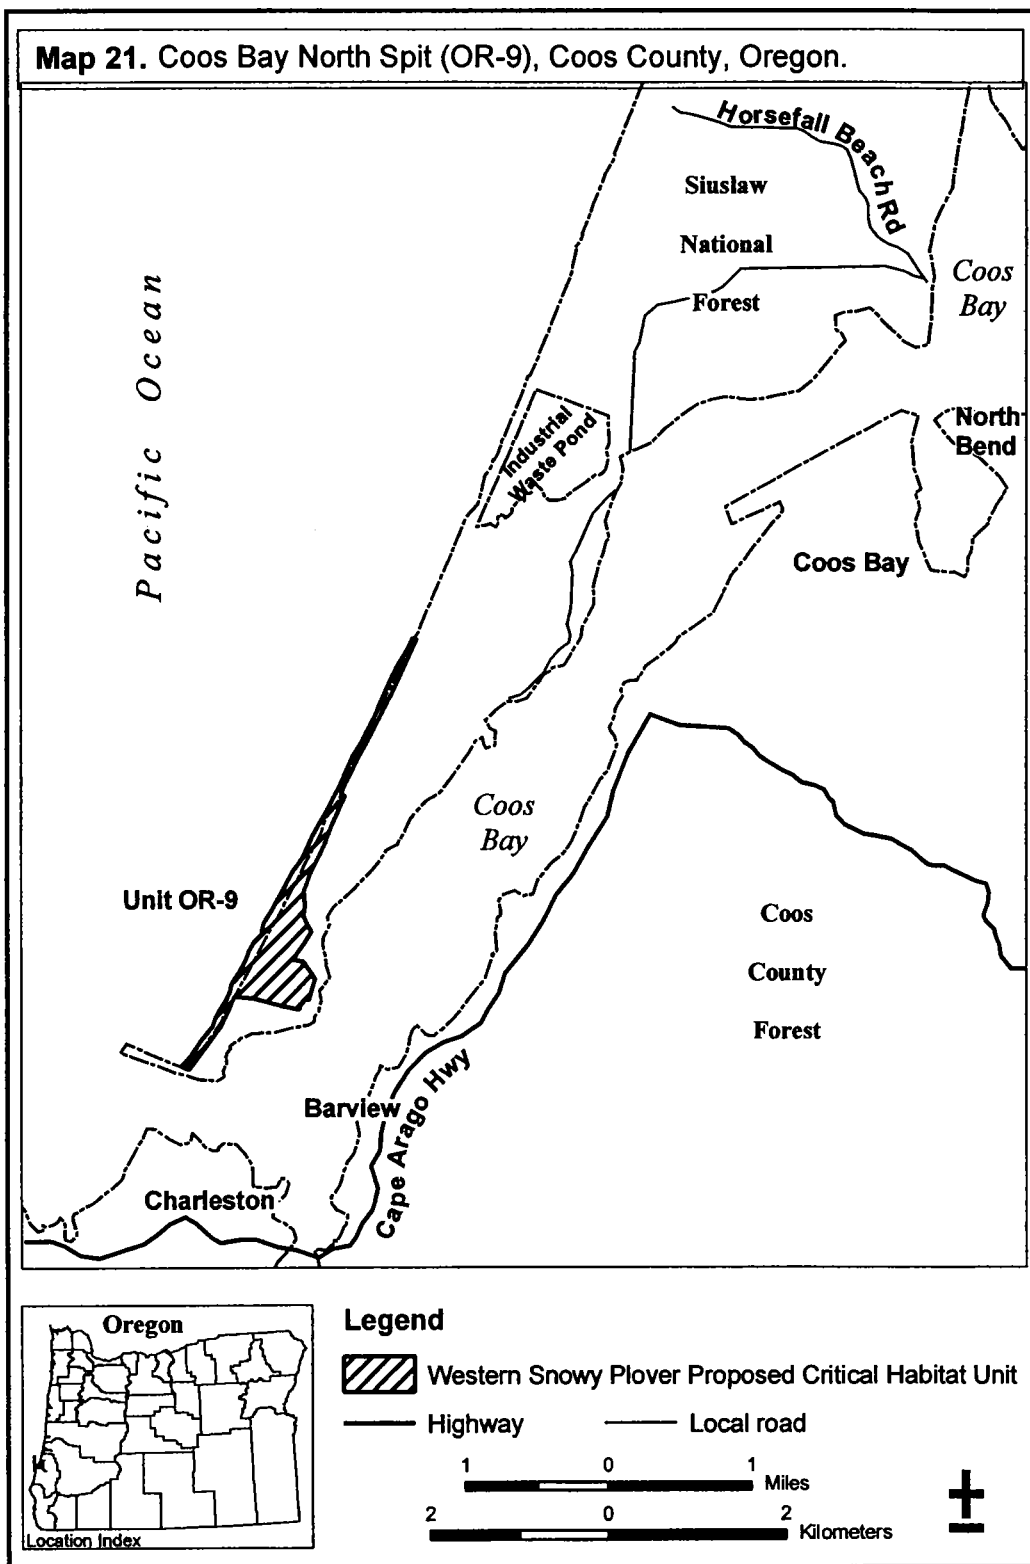 Map 21. Coos Bay North Spit (OR-9), Coos County, Oregon.
Horsefall Beach Rd
Siuslaw
National
Forest
Coos
Bay
Pacific Ocean
Industrial
Waste Pond
North
Bend
Coos Bay
Coos
Bay
Unit OR-9
Coos
County
Forest
Barview
Cape Arago Hwy
Charleston
Oregon
Location Index
Legend
Western Snowy Plover Proposed Critical Habitat Unit
Highway
Local road
1 0 1
Miles
2 0 2
Kilometers